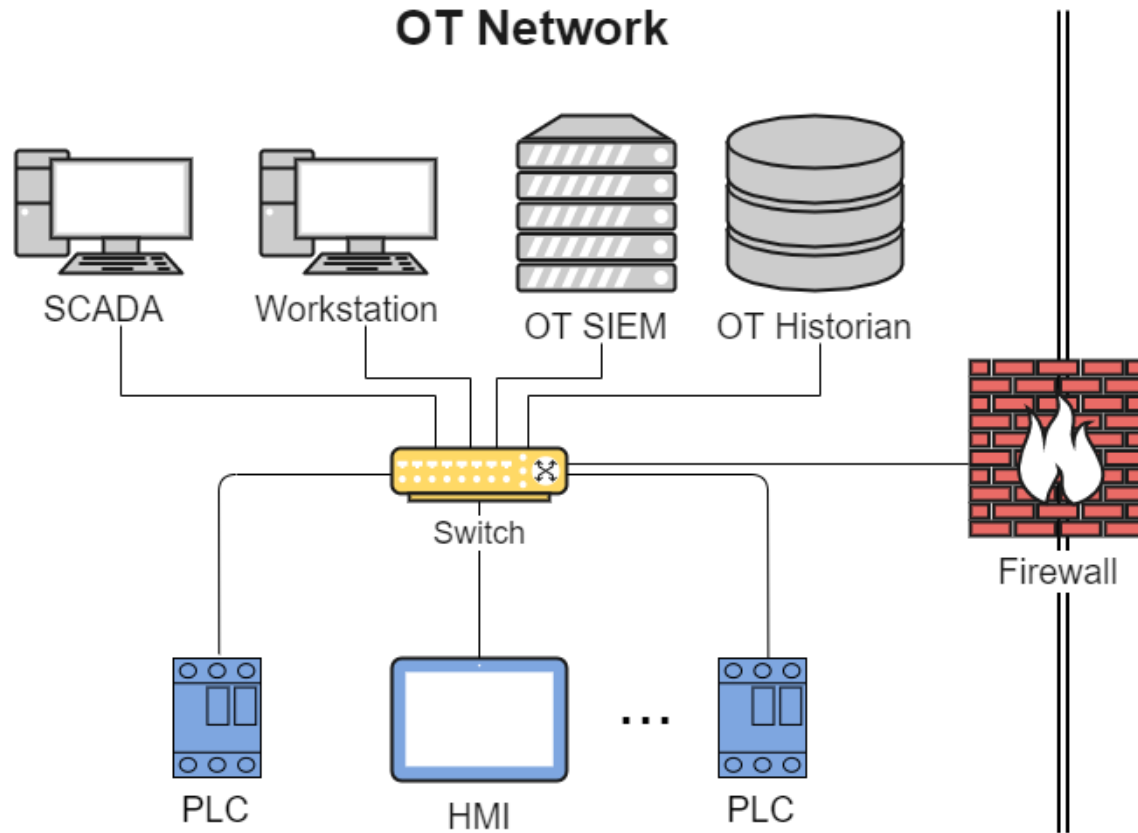 OT Network
SCADA
Workstation
OT SIEM
OT Historian
Switch
Firewall
PLC
HMI
...
PLC